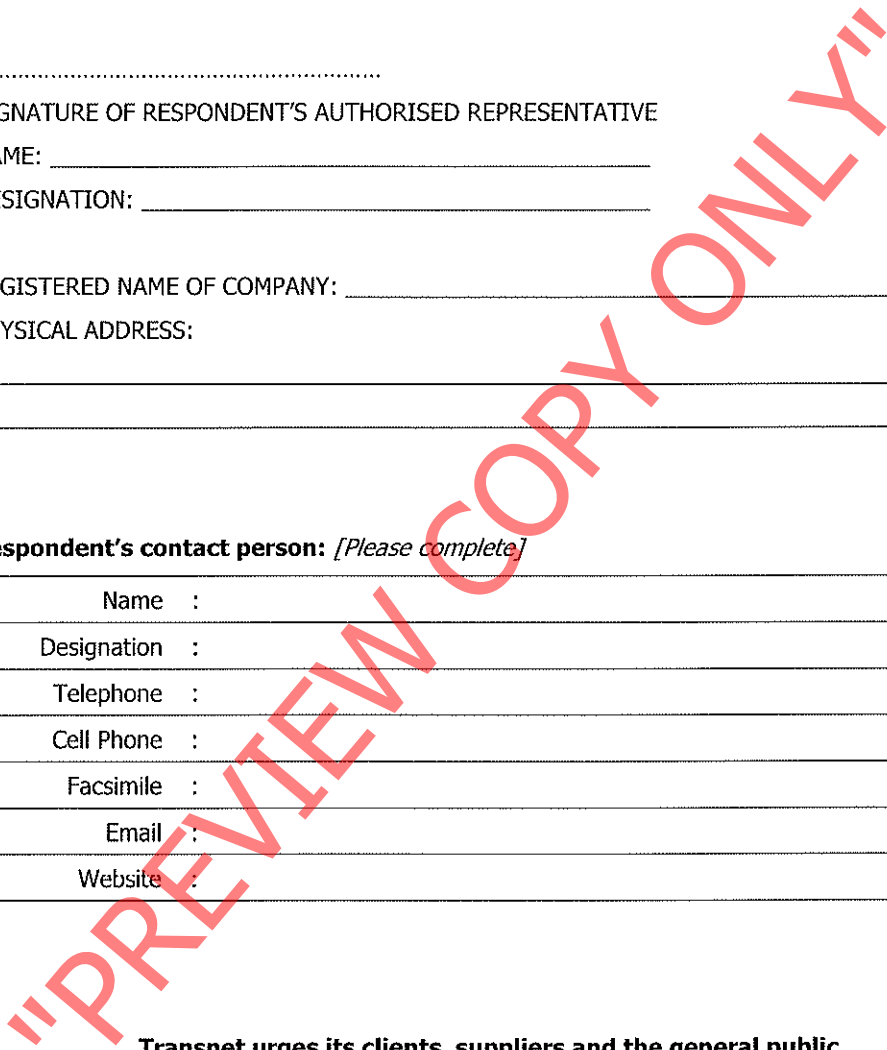 GNATURE OF RESPONDENT'S AUTHORISED REPRESENTATIVE
AME:
SIGNATION:
GISTERED NAME OF COMPANY:
YSICAL ADDRESS:
espondent's contact person: [Please complete]
Name :
Designation :
Telephone :
Cell Phone :
Facsimile :
Email :
Website :
Transnet urges its clients, suppliers and the general public
"PREVIEW COPY ONLY"